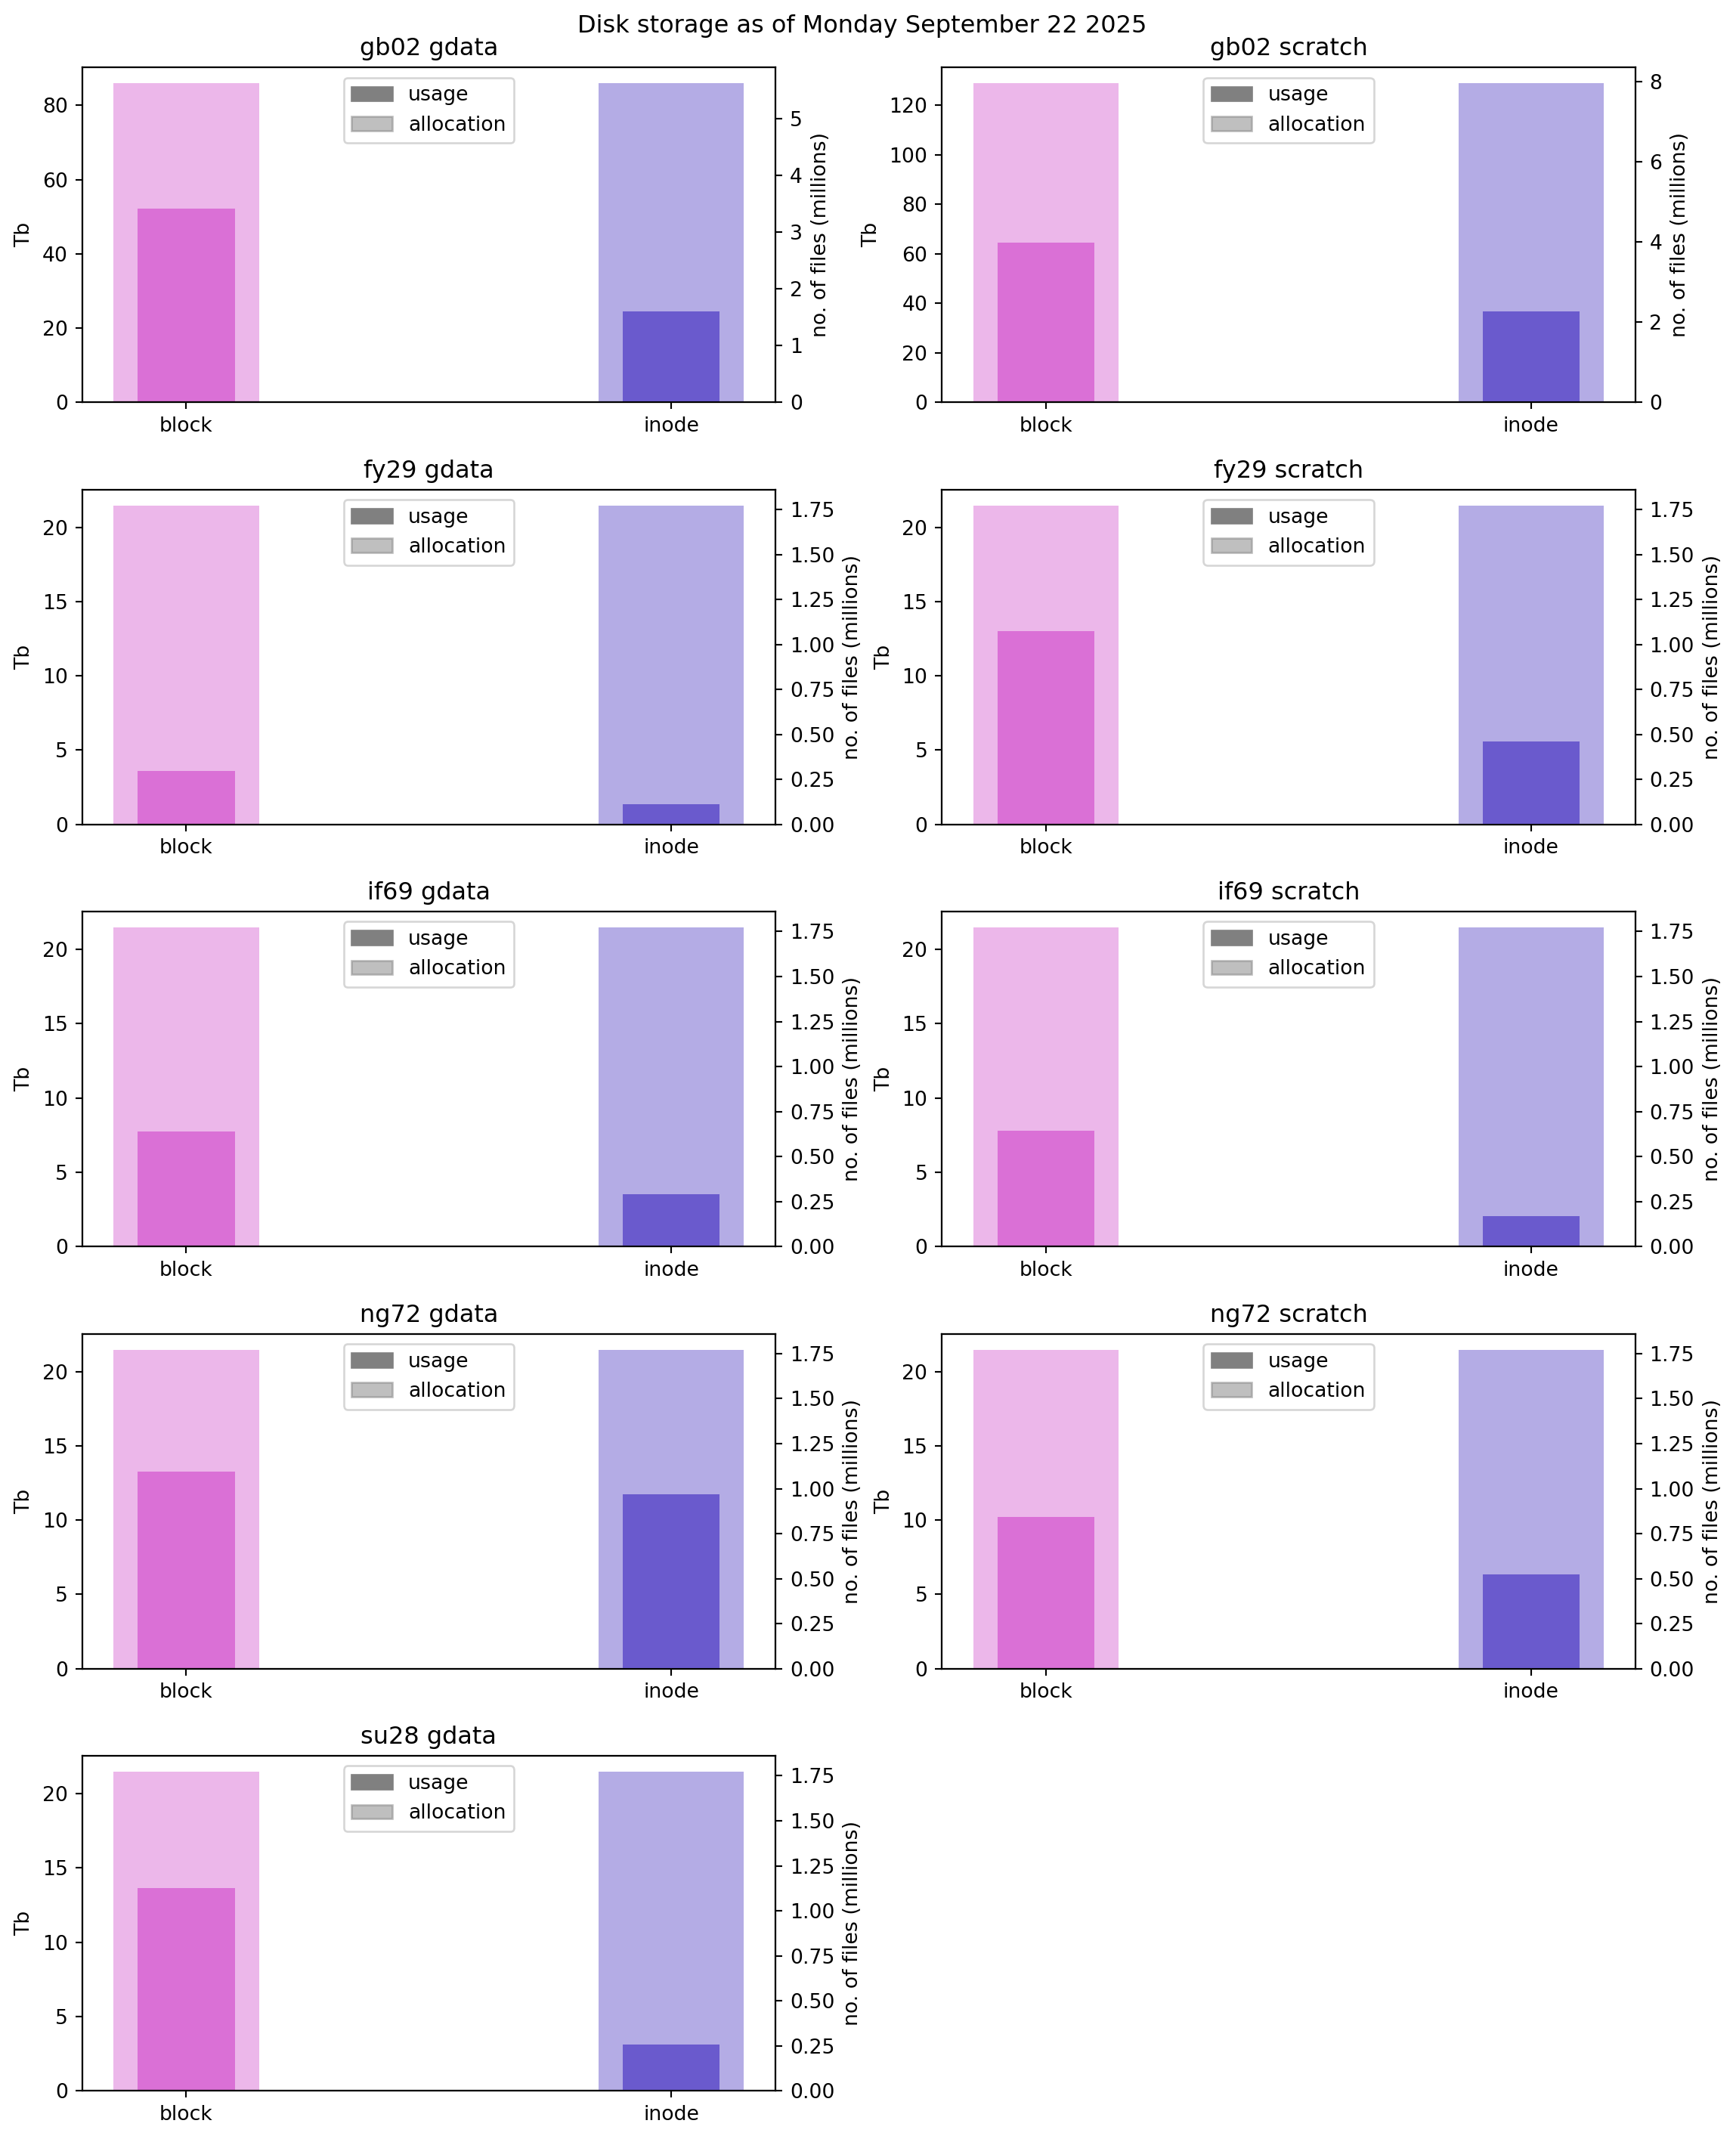 Disk storage as of Monday September 22 2025
gb02 gdata
usage
allocation
80
60
40
20
0
Tb
5
4
3
2
1
0
no. of files (millions)
block
inode
gb02 scratch
usage
allocation
120
100
80
60
40
20
0
Tb
8
6
4
2
0
no. of files (millions)
block
inode
fy29 gdata
usage
allocation
20
15
10
5
0
Tb
1.75
1.50
1.25
1.00
0.75
0.50
0.25
0.00
no. of files (millions)
block
inode
fy29 scratch
usage
allocation
20
15
10
5
0
Tb
1.75
1.50
1.25
1.00
0.75
0.50
0.25
0.00
no. of files (millions)
block
inode
if69 gdata
usage
allocation
20
15
10
5
0
Tb
1.75
1.50
1.25
1.00
0.75
0.50
0.25
0.00
no. of files (millions)
block
inode
if69 scratch
usage
allocation
20
15
10
5
0
Tb
1.75
1.50
1.25
1.00
0.75
0.50
0.25
0.00
no. of files (millions)
block
inode
ng72 gdata
usage
allocation
20
15
10
5
0
Tb
1.75
1.50
1.25
1.00
0.75
0.50
0.25
0.00
no. of files (millions)
block
inode
ng72 scratch
usage
allocation
20
15
10
5
0
Tb
1.75
1.50
1.25
1.00
0.75
0.50
0.25
0.00
no. of files (millions)
block
inode
su28 gdata
usage
allocation
20
15
10
5
0
Tb
1.75
1.50
1.25
1.00
0.75
0.50
0.25
0.00
no. of files (millions)
block
inode